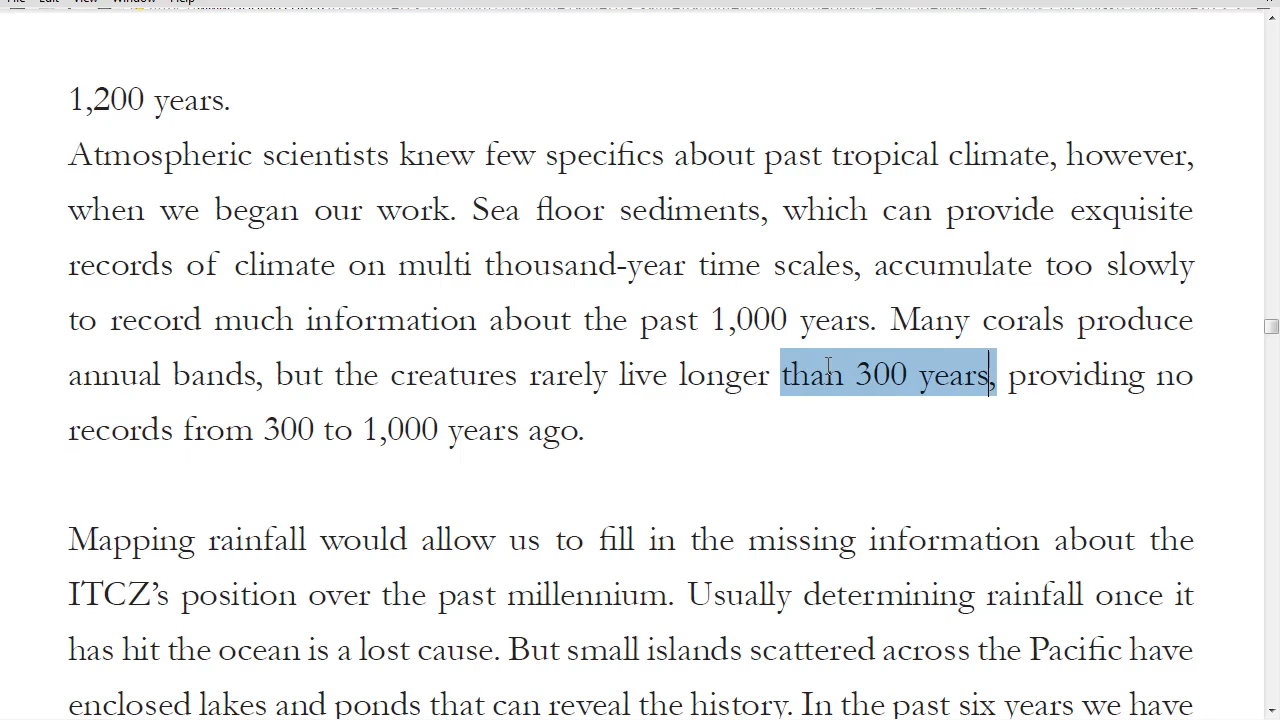 File Edit View Window Help
1,200 years.
Atmospheric scientists knew few specifics about past tropical climate, however,
when we began our work. Sea floor sediments, which can provide exquisite
records of climate on multi thousand-year time scales, accumulate too slowly
to record much information about the past 1,000 years. Many corals produce
annual bands, but the creatures rarely live longer than 300 years, providing no
records from 300 to 1,000 years ago.
Mapping rainfall would allow us to fill in the missing information about the
ITCZ’s position over the past millennium. Usually determining rainfall once it
has hit the ocean is a lost cause. But small islands scattered across the Pacific have
enclosed lakes and ponds that can reveal the history. In the past six years we have